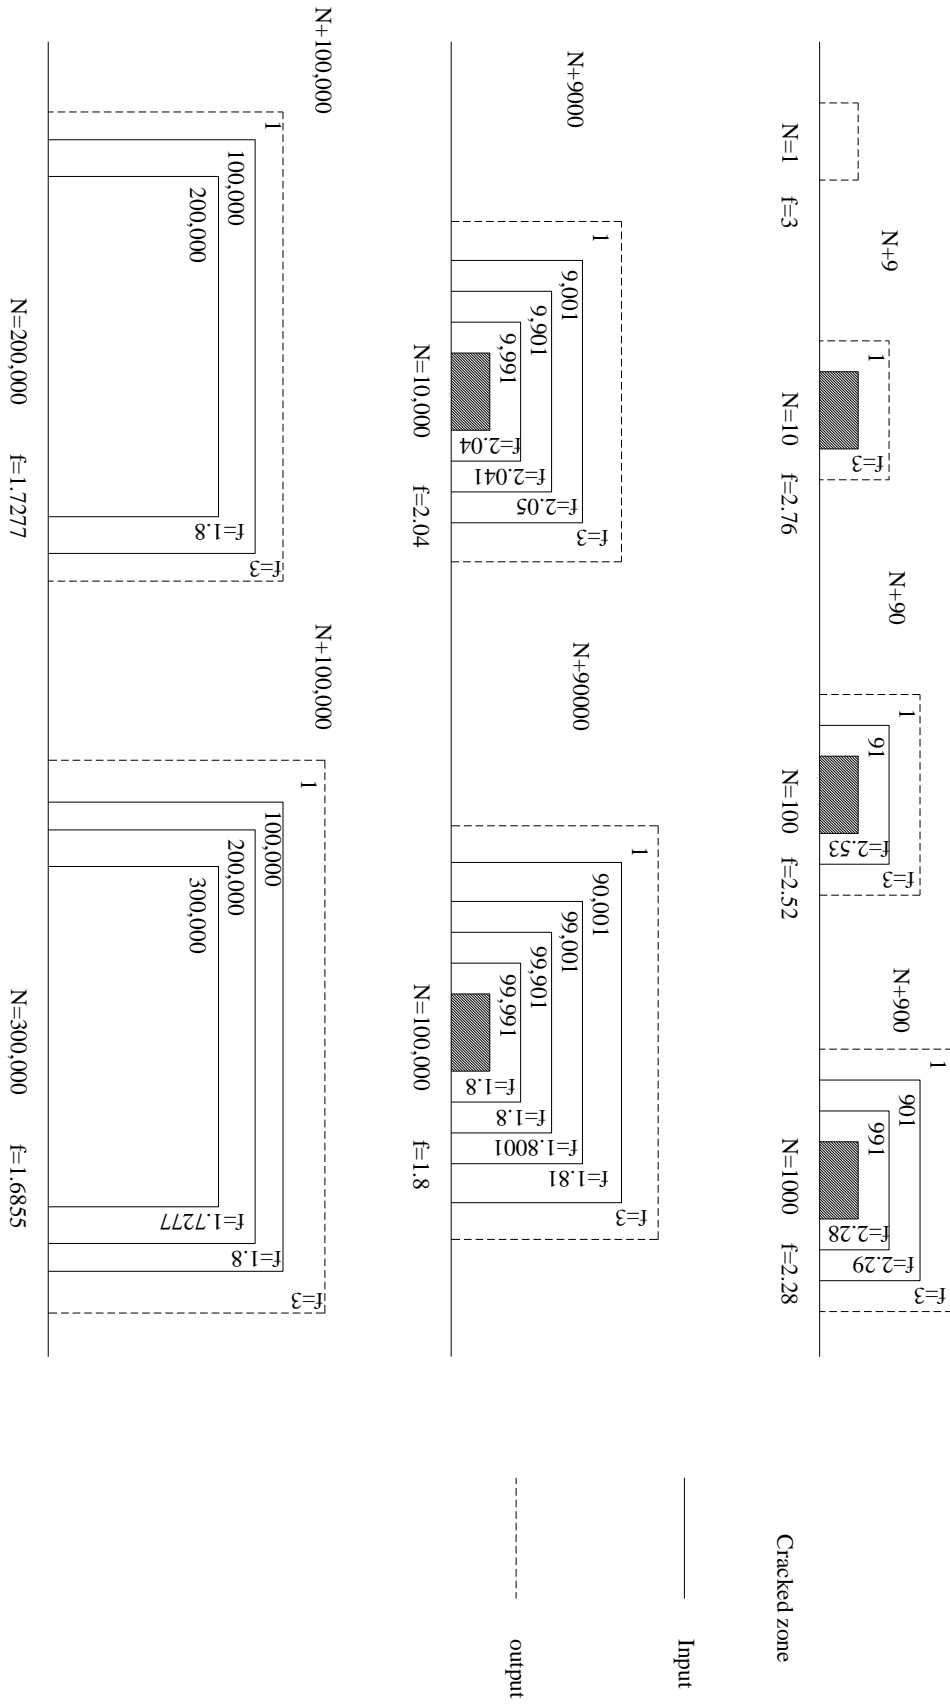 N+9
N+90
N+900
1
f=3
1
91
f=2.53
f=3
1
901
991
f=2.28
f=2.29
f=3
N=1 f=3
N=10 f=2.76
N=100 f=2.52
N=1000 f=2.28
Cracked zone
Input
output
N+9000
N+90000
1
9,001
9,901
9,991
f=2.04
f=2.041
f=2.05
f=3
1
90,001
99,001
99,901
99,991
f=1.8
f=1.8
f=1.8001
f=1.81
f=3
N=10,000 f=2.04
N=100,000 f=1.8
N+100,000
N+100,000
1
100,000
200,000
f=1.8
f=3
1
100,000
200,000
300,000
f=1.7277
f=1.8
f=3
N=200,000 f=1.7277
N=300,000 f=1.6855